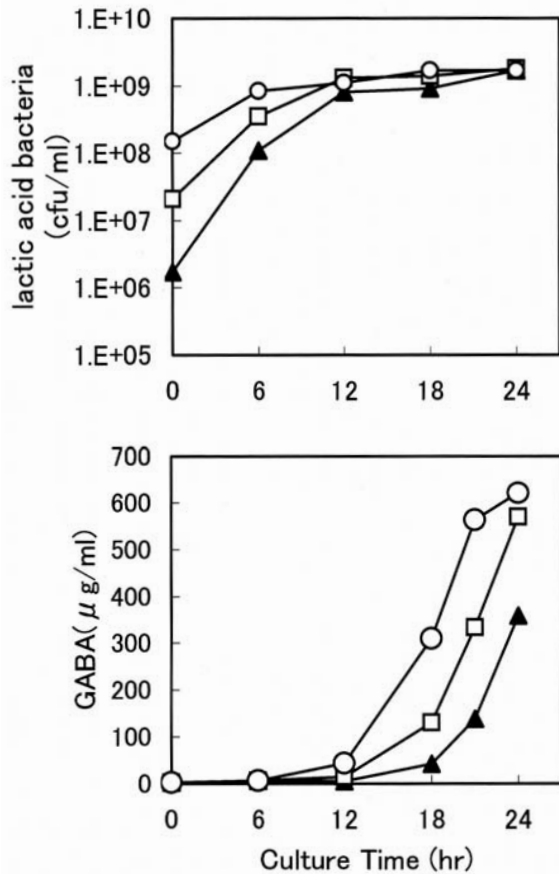 lactic acid bacteria
(cfu/ml)
1.E+10
1.E+09
1.E+08
1.E+07
1.E+06
1.E+05
0 6 12 18 24
GABA( μ g/ml)
700
600
500
400
300
200
100
0
0 6 12 18 24
Culture Time (hr)